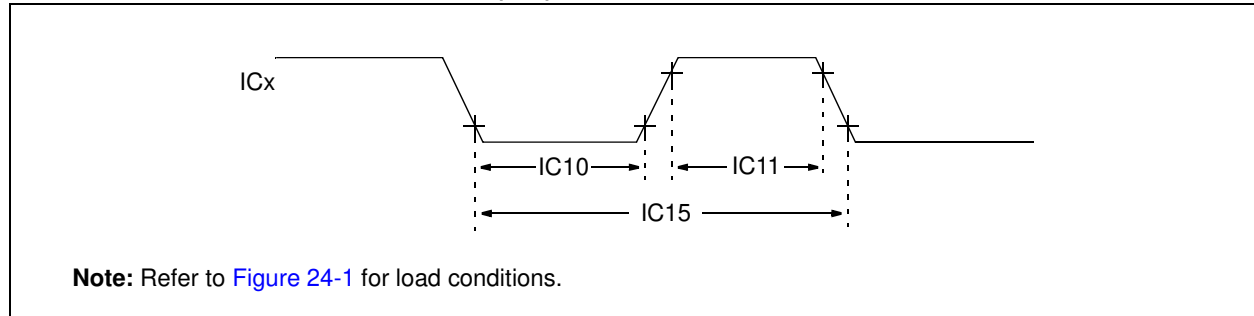 ICx
IC10
IC11
IC15
Note: Refer to Figure 24-1 for load conditions.